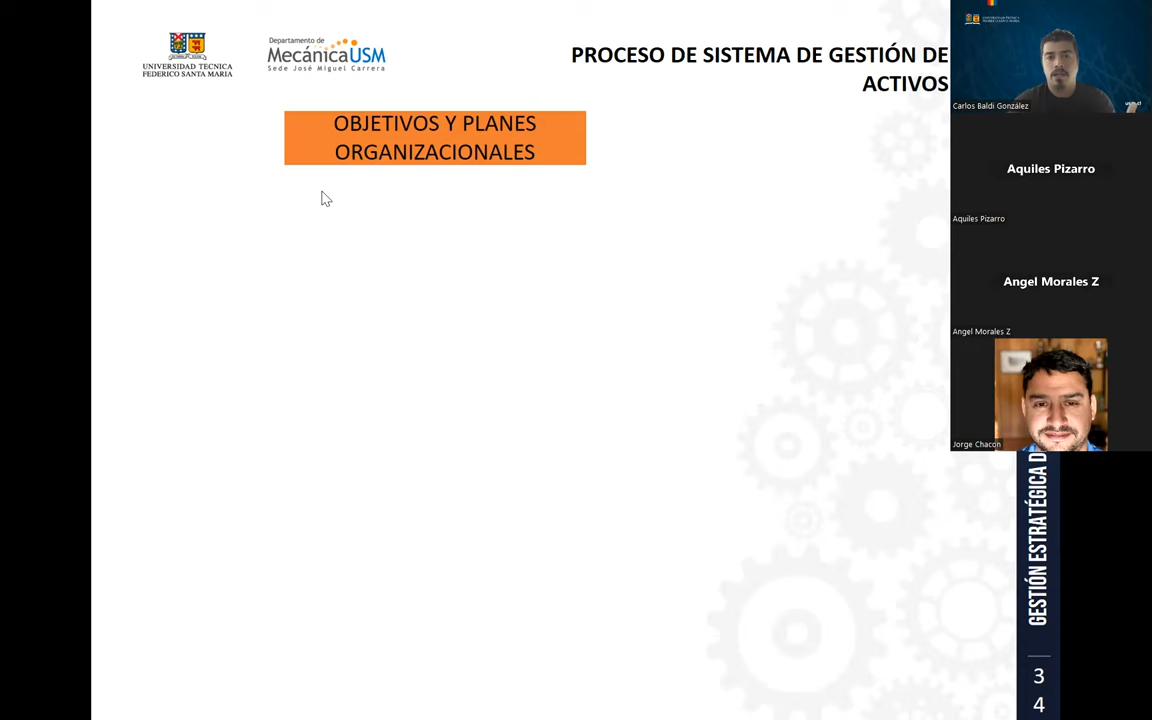 UNIVERSIDAD TECNICA
FEDERICO SANTA MARIA
Departamento de
MecánicaUSM
Sede José Miguel Carrera
PROCESO DE SISTEMA DE GESTIÓN DE
ACTIVOS
OBJETIVOS Y PLANES
ORGANIZACIONALES
Carlos Baldi González
Aquiles Pizarro
Aquiles Pizarro
Angel Morales Z
Angel Morales Z
Jorge Chacon
GESTIÓN ESTRATÉGICA D
3
4